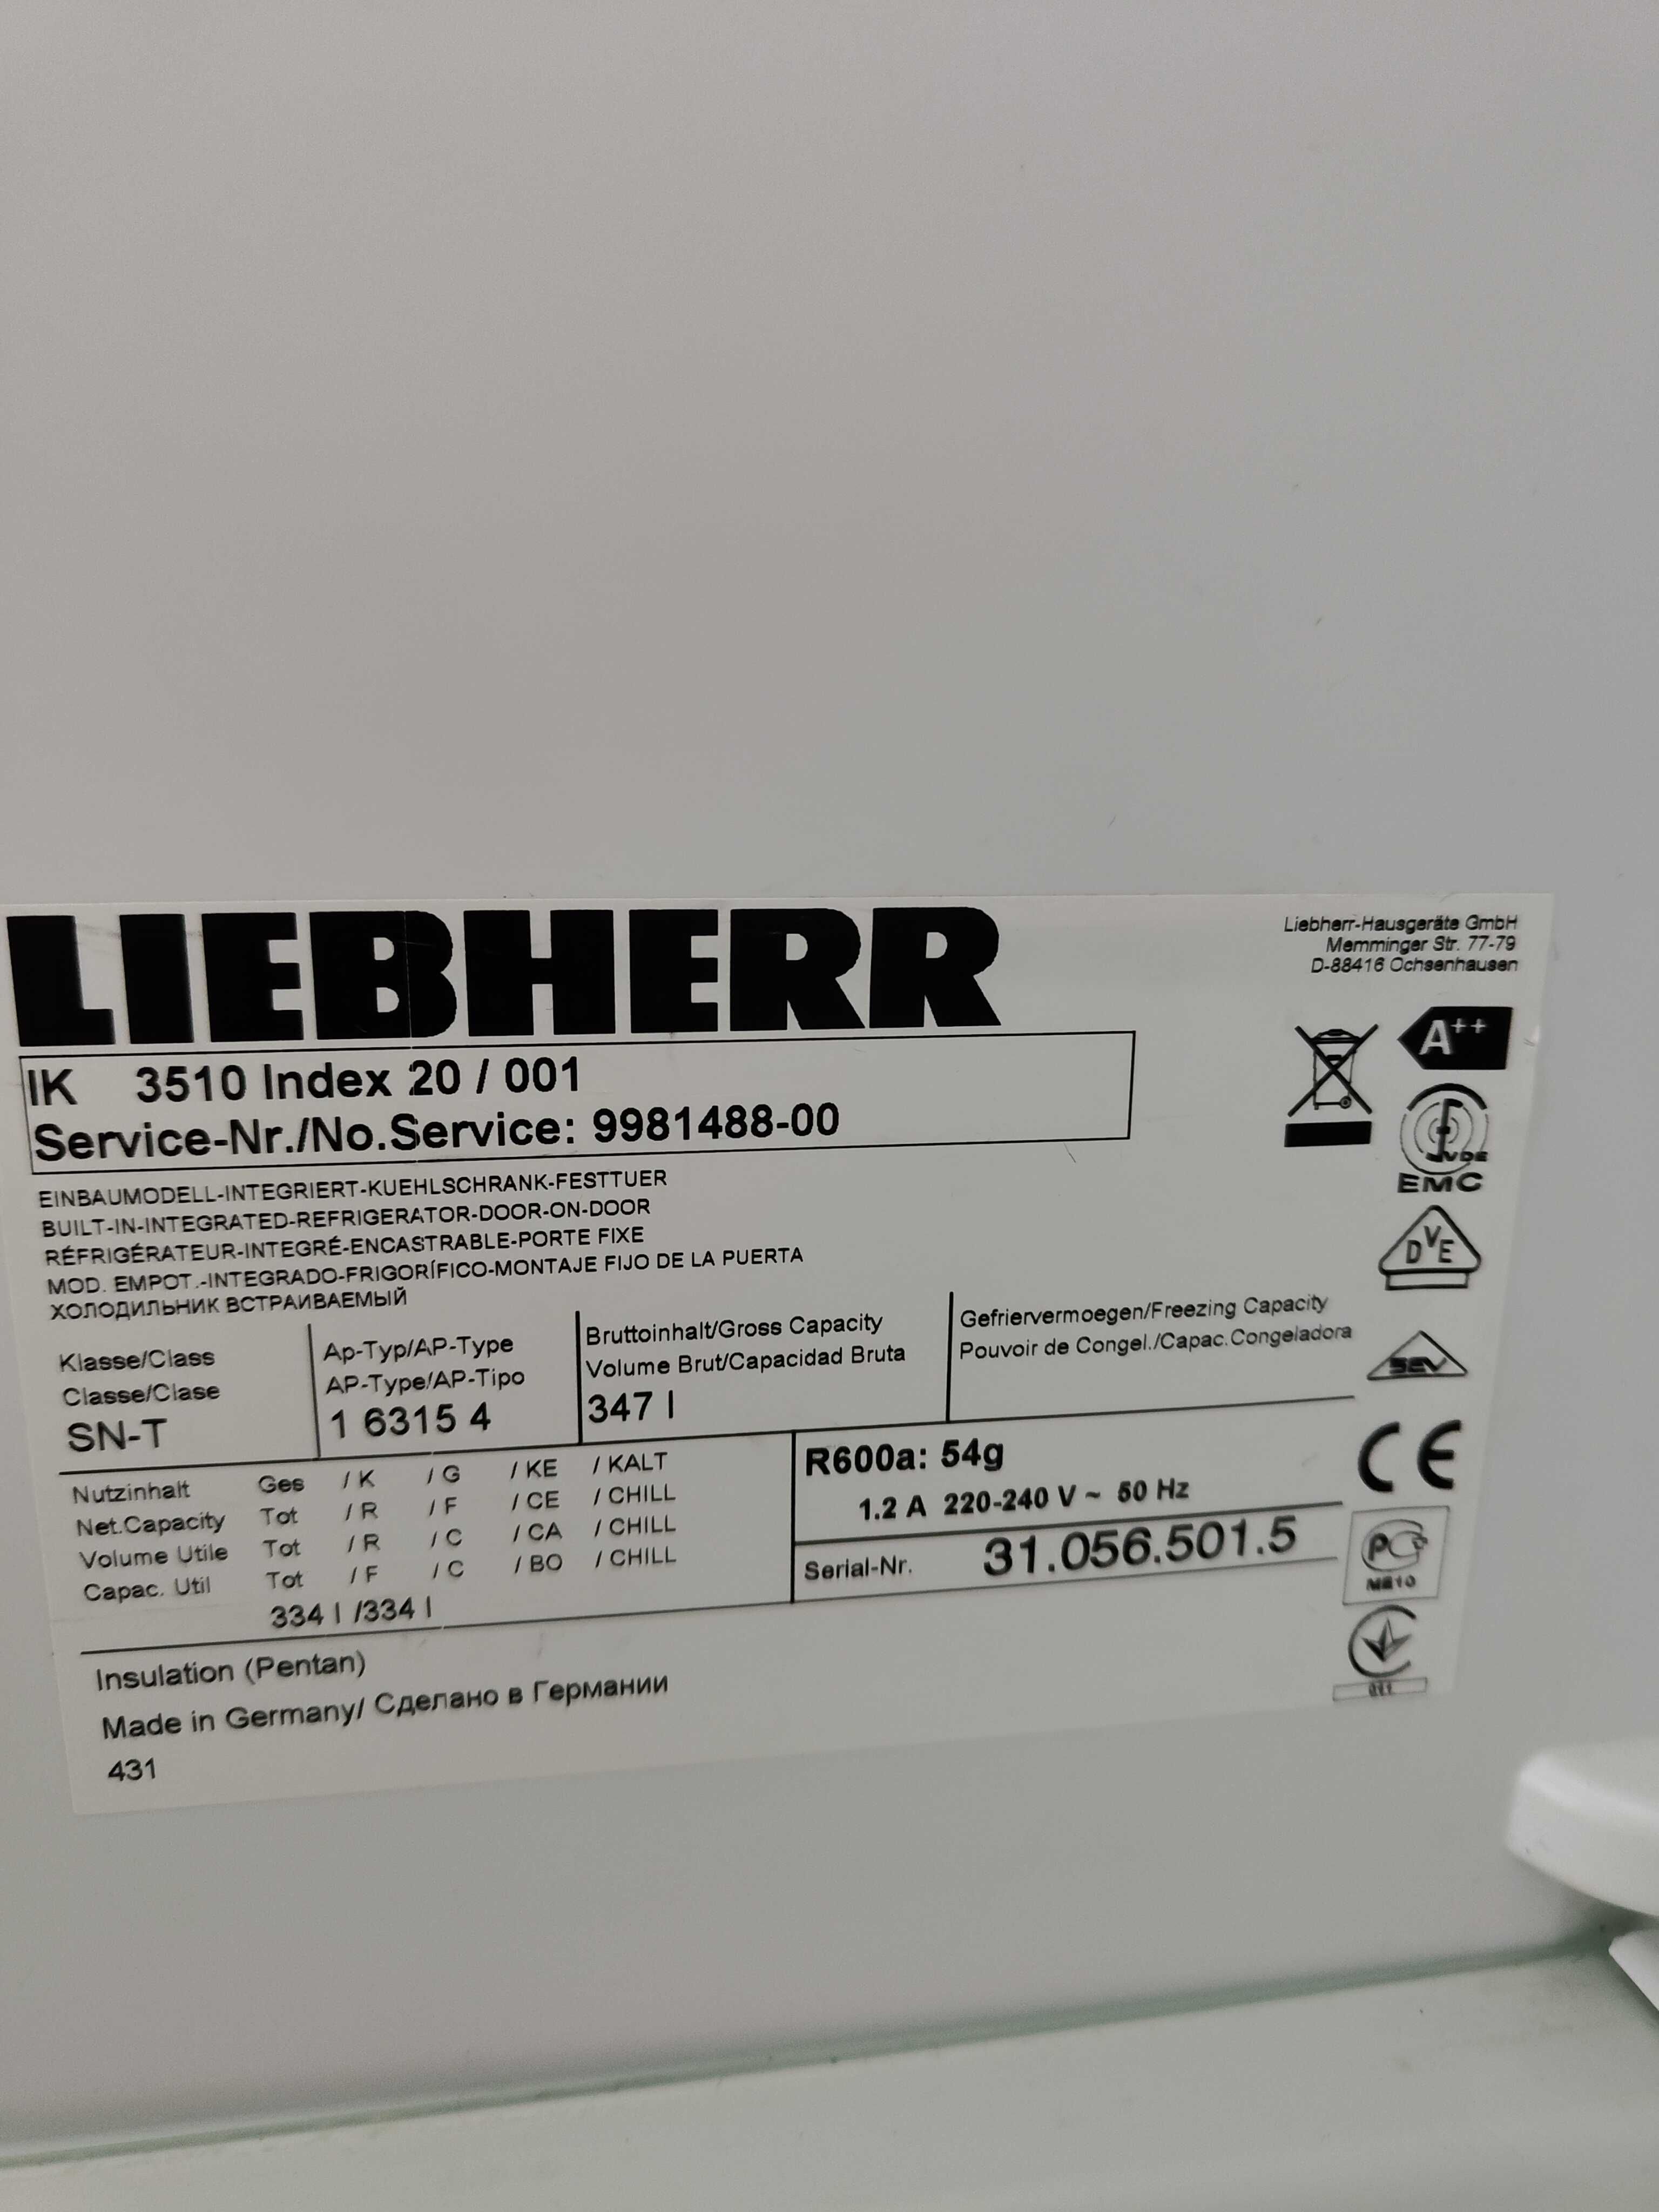 LIEBHERR
Liebherr-Hausgeräte GmbH
Memminger Str. 77-79
D-88416 Ochsenhausen
IK 3510 Index 20 / 001
Service-Nr./No.Service: 9981488-00
A++
VDE
EMC
DVE
SEV
EINBAUMODELL-INTEGRIERT-KUEHLSCHRANK-FESTTUER
BUILT-IN-INTEGRATED-REFRIGERATOR-DOOR-ON-DOOR
RÉFRIGÉRATEUR-INTEGRÉ-ENCASTRABLE-PORTE FIXE
MOD. EMPOT.-INTEGRADO-FRIGORÍFICO-MONTAJE FIJO DE LA PUERTA
ХОЛОДИЛЬНИК ВСТРАИВАЕМЫЙ
Klasse/Class
Classe/Clase
SN-T
Ap-Typ/AP-Type
AP-Type/AP-Tipo
1 6315 4
Bruttoinhalt/Gross Capacity
Volume Brut/Capacidad Bruta
347 l
Gefriervermoegen/Freezing Capacity
Pouvoir de Congel./Capac.Congeladora
Nutzinhalt Ges / K / G / KE / KALT
Net.Capacity Tot / R / F / CE / CHILL
Volume Utile Tot / R / C / CA / CHILL
Capac. Util Tot / F / C / BO / CHILL
334 l /334 l
R600a: 54g
1.2 A 220-240 V ~ 50 Hz
Serial-Nr. 31.056.501.5
CE
PC
ME10
Insulation (Pentan)
Made in Germany/ Сделано в Германии
431